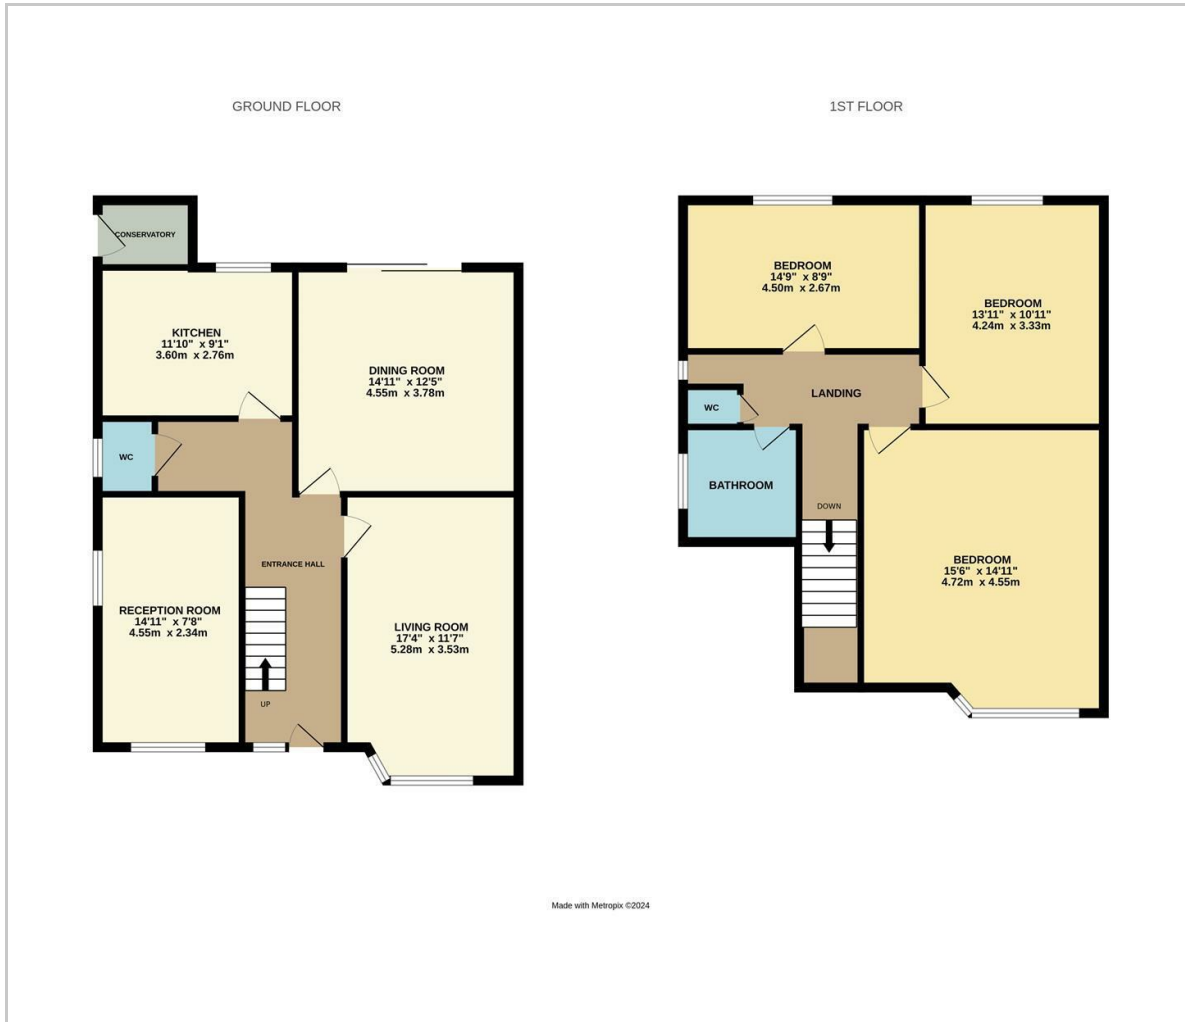 GROUND FLOOR
CONSERVATORY
KITCHEN
11'10" x 9'1"
3.60m x 2.76m
DINING ROOM
14'11" x 12'5"
4.55m x 3.78m
WC
ENTRANCE HALL
RECEPTION ROOM
14'11" x 7'8"
4.55m x 2.34m
LIVING ROOM
17'4" x 11'7"
5.28m x 3.53m
UP
1ST FLOOR
BEDROOM
14'9" x 8'9"
4.50m x 2.67m
BEDROOM
13'11" x 10'11"
4.24m x 3.33m
LANDING
WC
BATHROOM
DOWN
BEDROOM
15'6" x 14'11"
4.72m x 4.55m
Made with Metropix ©2024